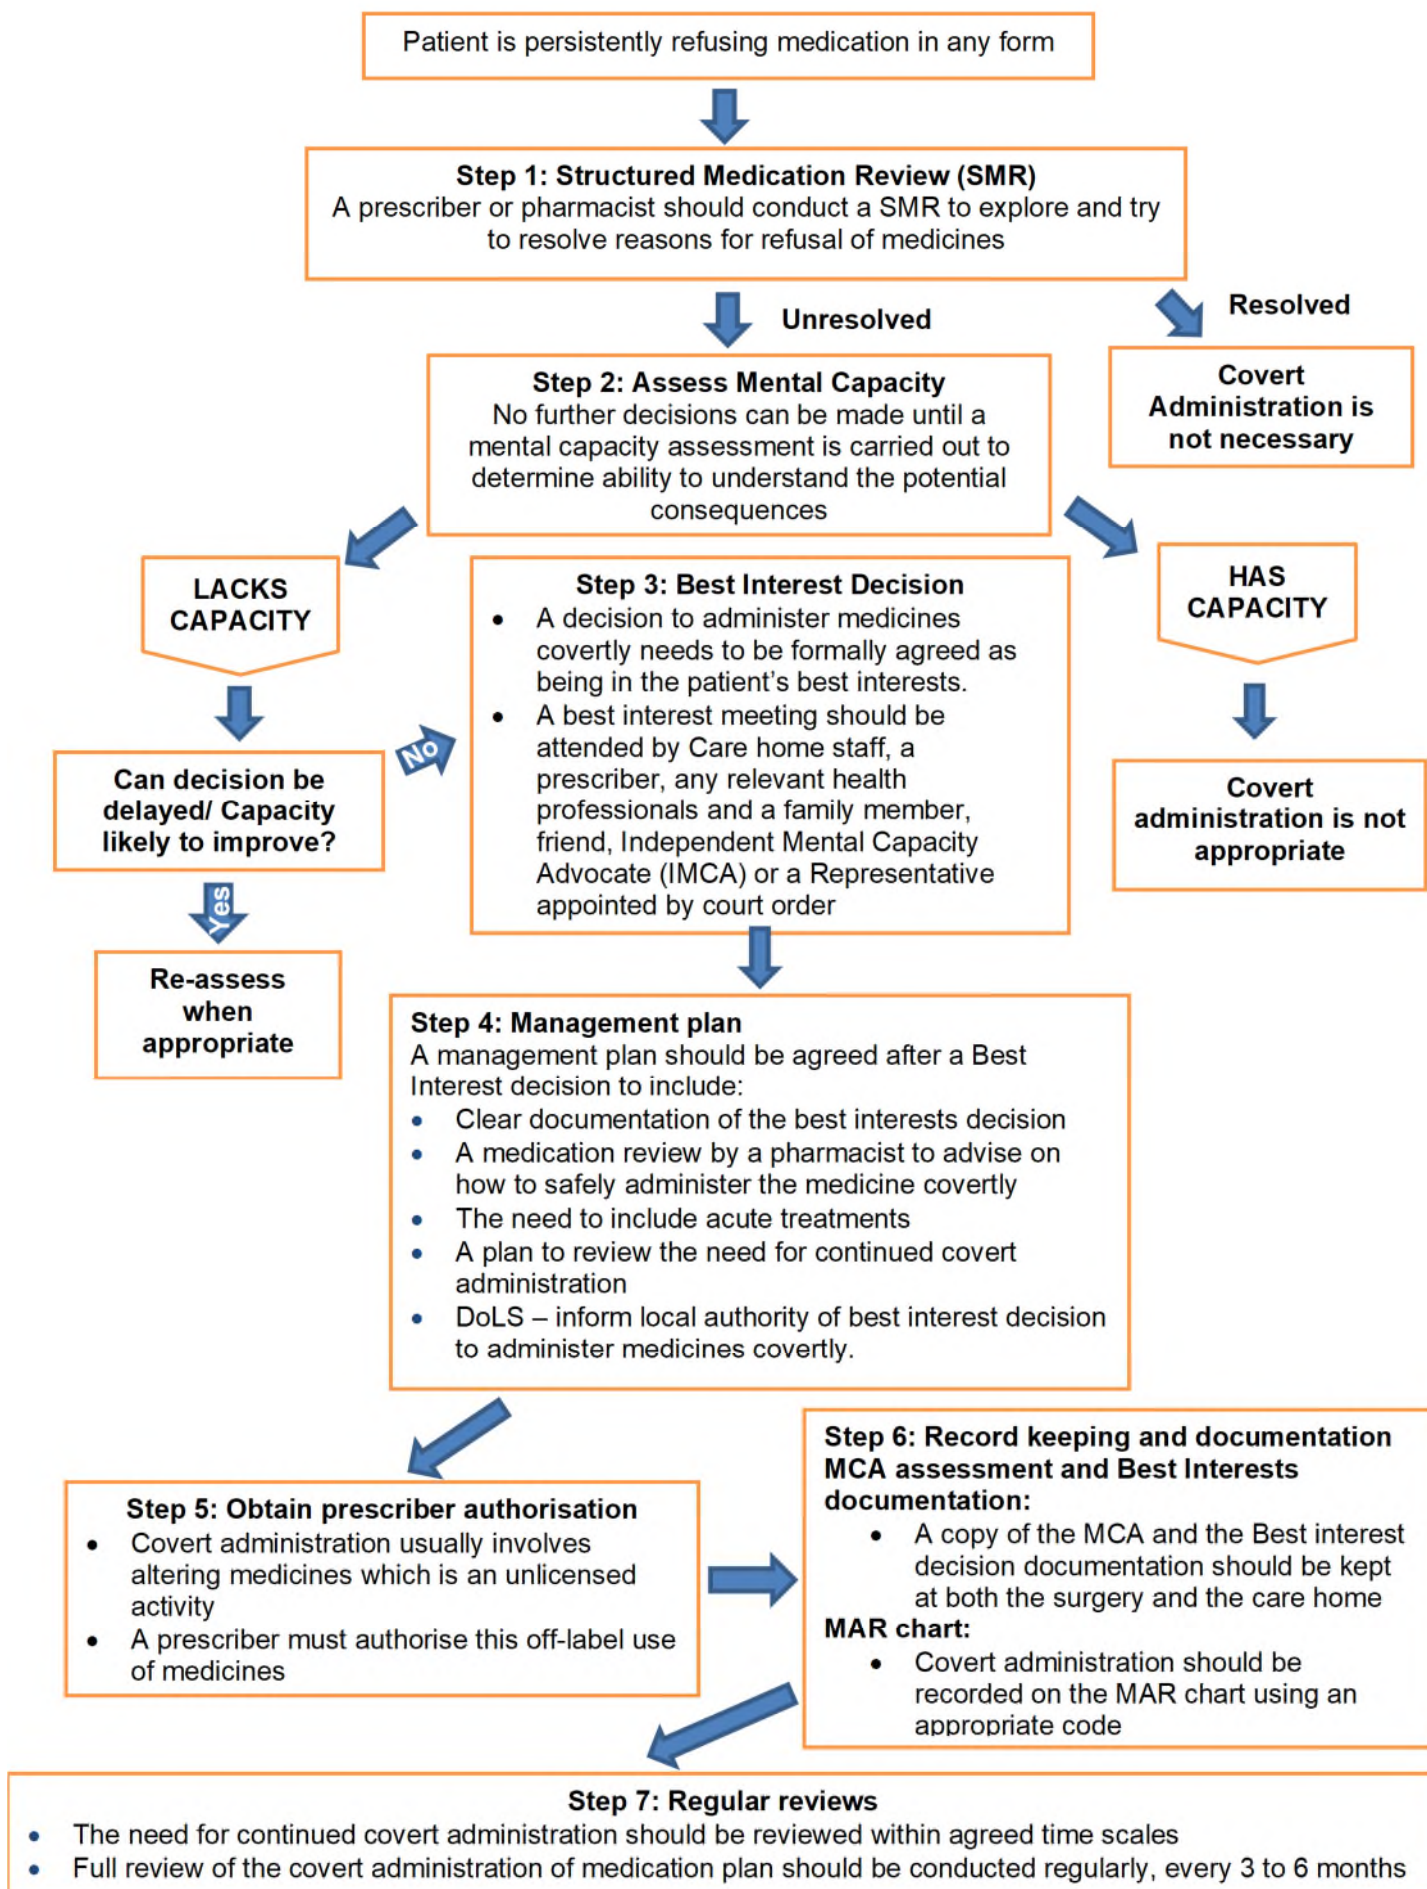 Patient is persistently refusing medication in any form
Step 1: Structured Medication Review (SMR)
A prescriber or pharmacist should conduct a SMR to explore and try
to resolve reasons for refusal of medicines
Unresolved
Resolved
Covert
Administration is
not necessary
Step 2: Assess Mental Capacity
No further decisions can be made until a
mental capacity assessment is carried out to
determine ability to understand the potential
consequences
LACKS
CAPACITY
HAS
CAPACITY
Can decision be
delayed/ Capacity
likely to improve?
No
Yes
Re-assess
when
appropriate
Step 3: Best Interest Decision
• A decision to administer medicines
covertly needs to be formally agreed as
being in the patient’s best interests.
• A best interest meeting should be
attended by Care home staff, a
prescriber, any relevant health
professionals and a family member,
friend, Independent Mental Capacity
Advocate (IMCA) or a Representative
appointed by court order
Covert
administration is not
appropriate
Step 4: Management plan
A management plan should be agreed after a Best
Interest decision to include:
• Clear documentation of the best interests decision
• A medication review by a pharmacist to advise on
how to safely administer the medicine covertly
• The need to include acute treatments
• A plan to review the need for continued covert
administration
• DoLS – inform local authority of best interest decision
to administer medicines covertly.
Step 5: Obtain prescriber authorisation
• Covert administration usually involves
altering medicines which is an unlicensed
activity
• A prescriber must authorise this off-label use
of medicines
Step 6: Record keeping and documentation
MCA assessment and Best Interests
documentation:
• A copy of the MCA and the Best interest
decision documentation should be kept
at both the surgery and the care home
MAR chart:
• Covert administration should be
recorded on the MAR chart using an
appropriate code
Step 7: Regular reviews
• The need for continued covert administration should be reviewed within agreed time scales
• Full review of the covert administration of medication plan should be conducted regularly, every 3 to 6 months